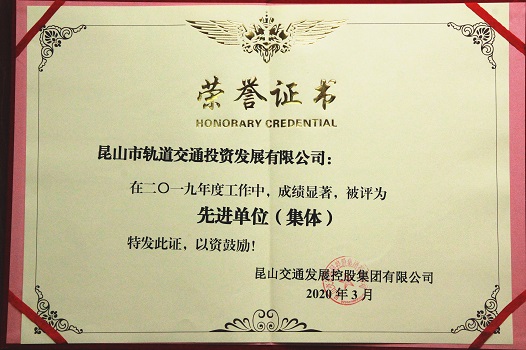 荣誉证书
HONORARY CREDENTIAL
昆山市轨道交通投资发展有限公司：
在二〇一九年度工作中，成绩显著，被评为
先进单位（集体）
特发此证，以资鼓励！
昆山交通发展控股集团有限公司
2020年3月